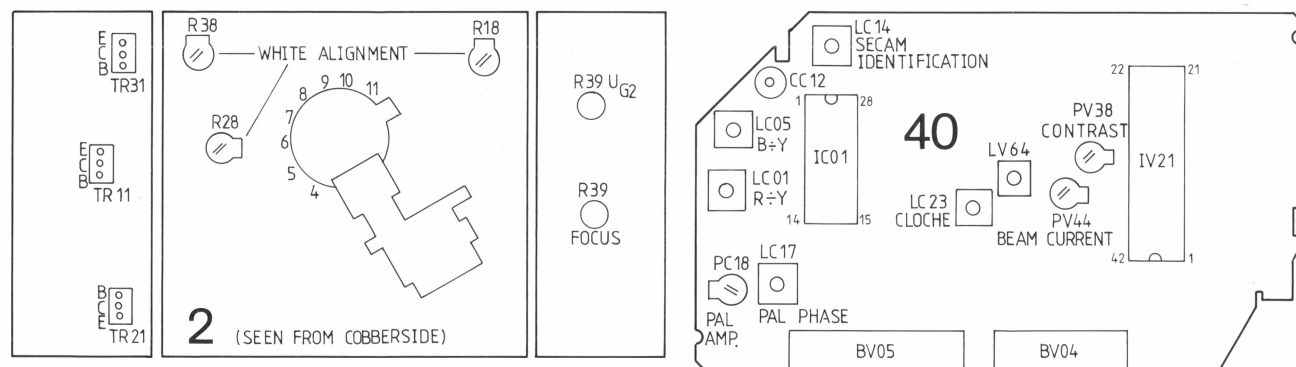 E
C
B
TR31
E
C
B
TR 11
B
C
E
TR 21
R38
R18
WHITE ALIGNMENT
R28
4
5
6
7
8
9
10
11
2 (SEEN FROM COBBERSIDE)
R39 UG2
R39
FOCUS
LC14
SECAM
IDENTIFICATION
CC12
1
28
IC01
14
15
LC05
B÷Y
LC01
R÷Y
40
LV64
LC23
CLOCHE
PV38
CONTRAST
PV44
BEAM CURRENT
22
21
IV21
42
1
PC18
PAL
AMP.
LC17
PAL PHASE
BV05
BV04